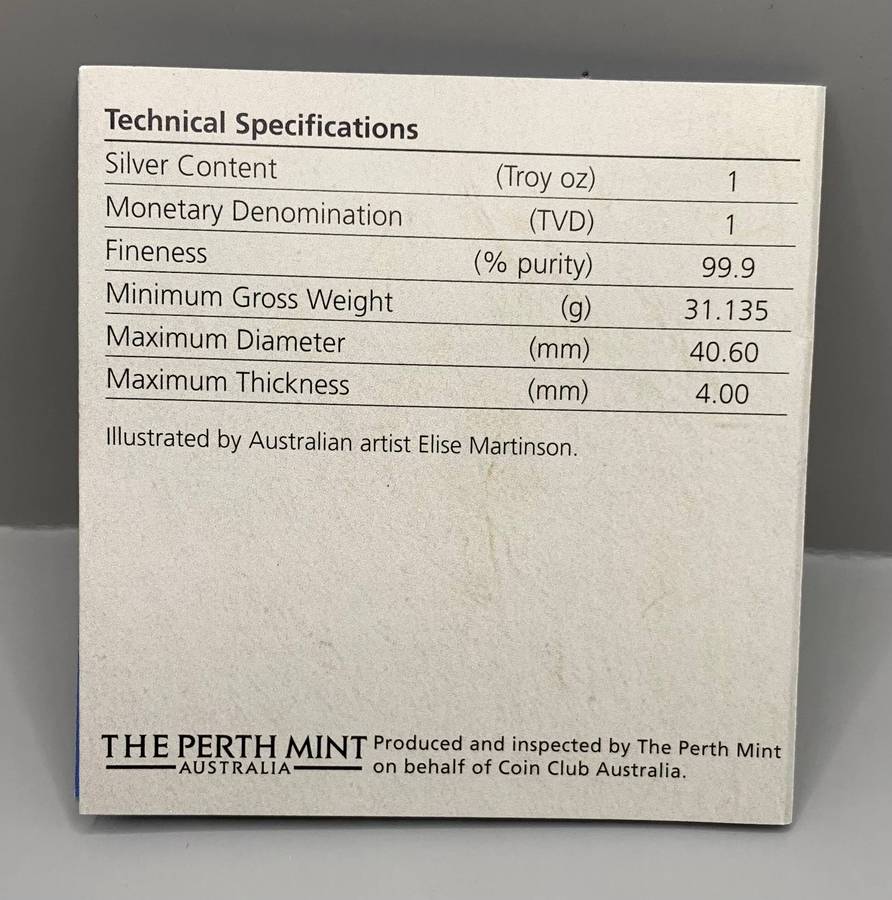 Technical Specifications
Silver Content (Troy oz) 1
Monetary Denomination (TVD) 1
Fineness (% purity) 99.9
Minimum Gross Weight (g) 31.135
Maximum Diameter (mm) 40.60
Maximum Thickness (mm) 4.00
Illustrated by Australian artist Elise Martinson.
THE PERTH MINT
AUSTRALIA
Produced and inspected by The Perth Mint
on behalf of Coin Club Australia.